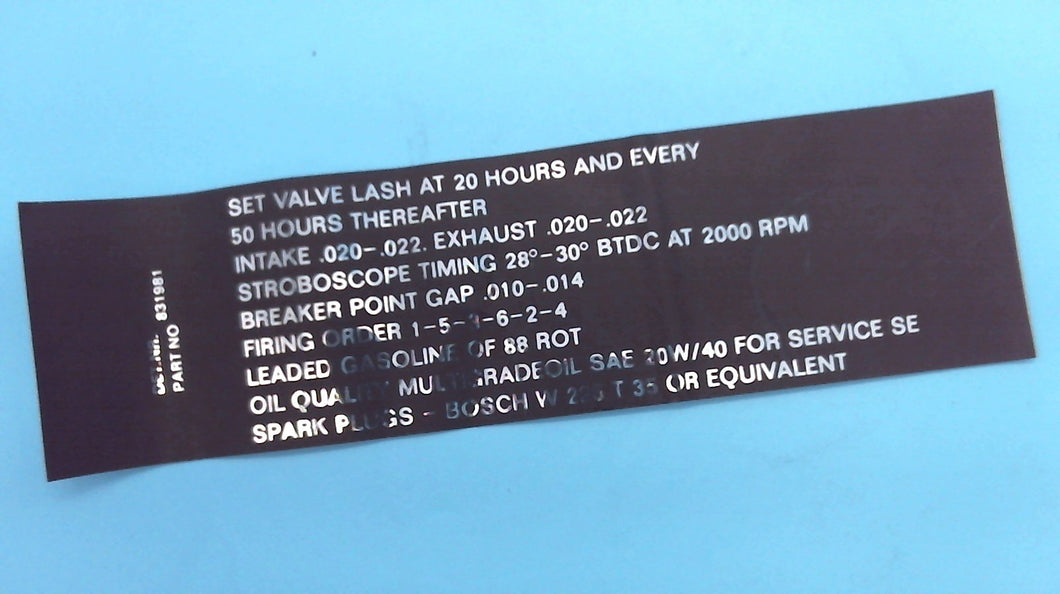 SET VALVE LASH AT 20 HOURS AND EVERY
50 HOURS THEREAFTER
INTAKE .020-.022. EXHAUST .020-.022
STROBOSCOPE TIMING 28°-30° BTDC AT 2000 RPM
BREAKER POINT GAP .010-.014
FIRING ORDER 1-5- -6-2-4
LEADED GASOLINE OF 88 ROT
OIL QUALITY MULTIGRADEOIL SAE 20W/40 FOR SERVICE SE
SPARK PLUGS - BOSCH W T 35 OR EQUIVALENT
831981
PART NO